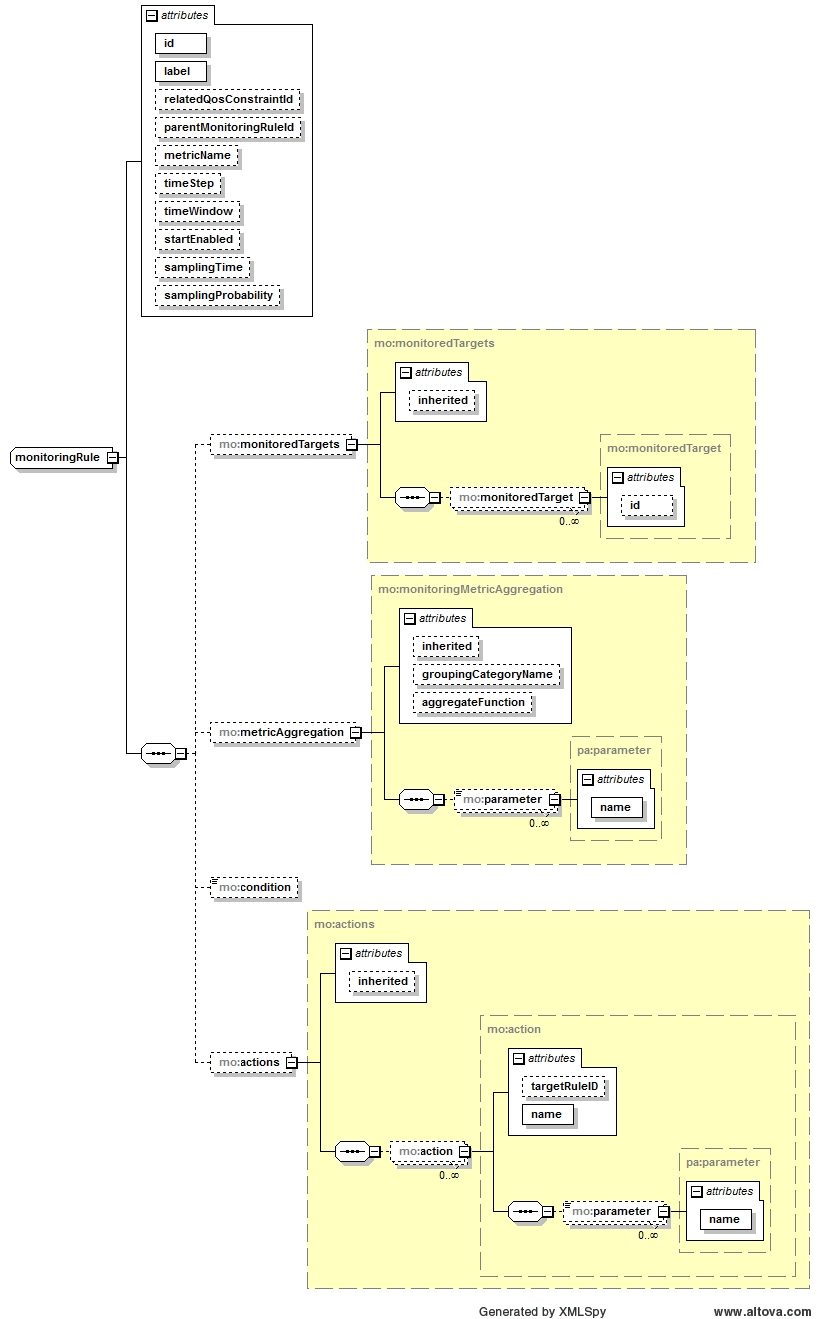 attributes
id
label
relatedQosConstraintId
parentMonitoringRuleId
metricName
timeStep
timeWindow
startEnabled
samplingTime
samplingProbability
monitoringRule
mo:monitoredTargets
mo:monitoredTargets
attributes
inherited
mo:monitoredTarget
0..∞
mo:monitoredTarget
attributes
id
mo:metricAggregation
mo:monitoringMetricAggregation
attributes
inherited
groupingCategoryName
aggregateFunction
mo:parameter
0..∞
pa:parameter
attributes
name
mo:condition
mo:actions
mo:actions
attributes
inherited
mo:action
0..∞
mo:action
attributes
targetRuleID
name
mo:parameter
0..∞
pa:parameter
attributes
name
Generated by XMLSpy
www.altova.com